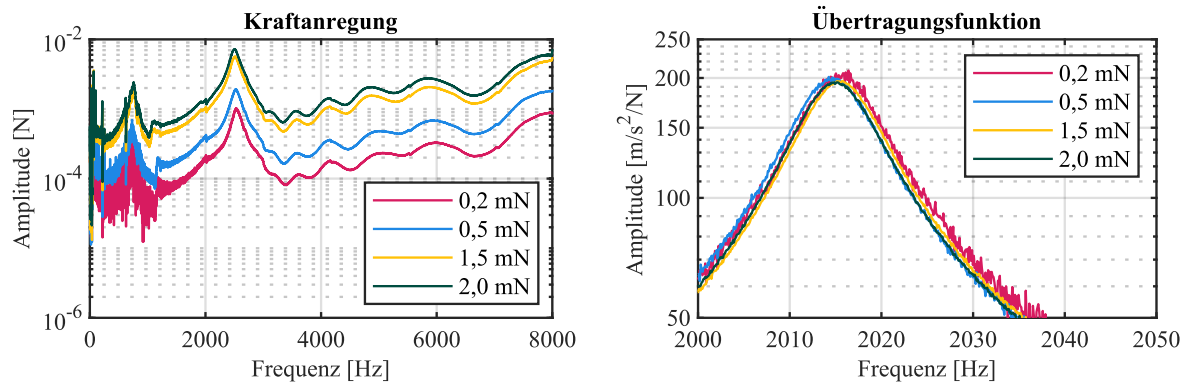 Kraftanregung
Amplitude [N]
10^-2
10^-4
10^-6
0 2000 4000 6000 8000
Frequenz [Hz]
0,2 mN
0,5 mN
1,5 mN
2,0 mN
Übertragungsfunktion
Amplitude [m/s^2/N]
250
200
150
100
50
2000 2010 2020 2030 2040 2050
Frequenz [Hz]
0,2 mN
0,5 mN
1,5 mN
2,0 mN